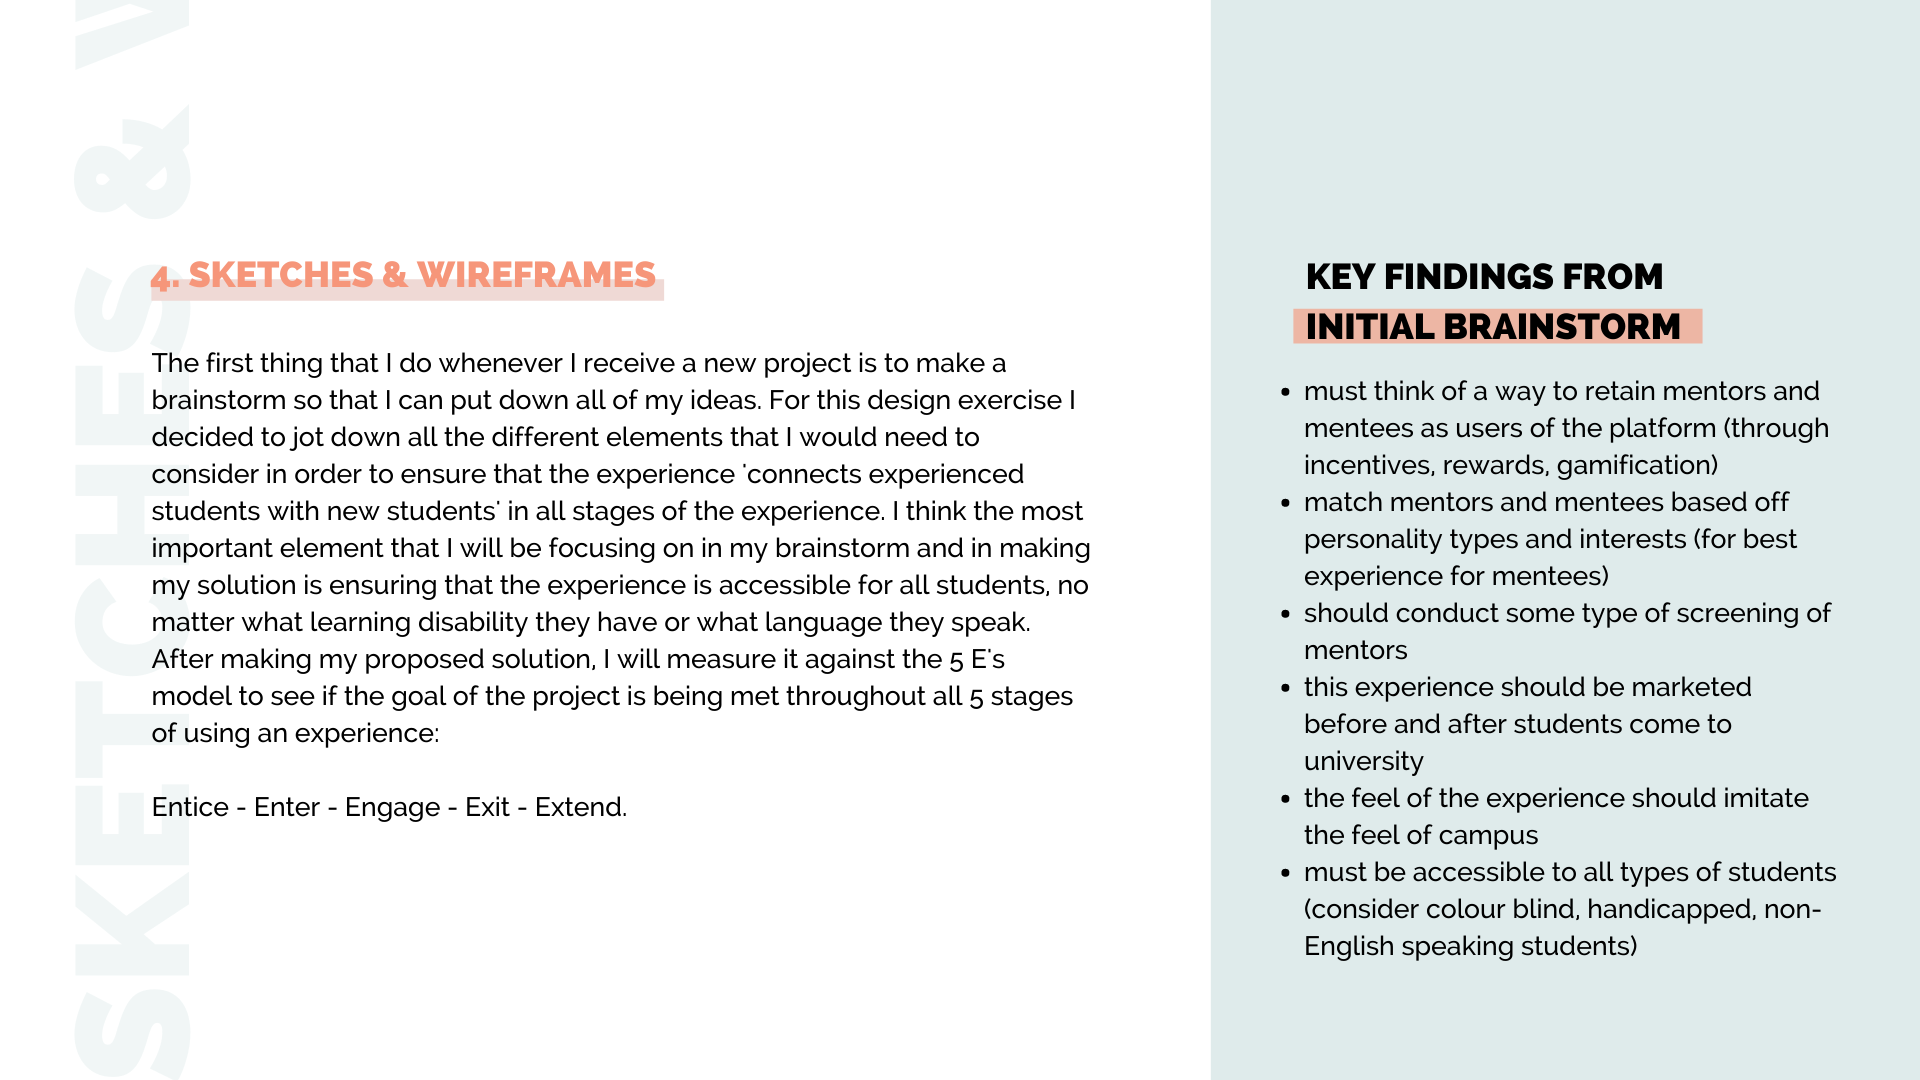 SKETCHES & W
4. SKETCHES & WIREFRAMES
The first thing that I do whenever I receive a new project is to make a
brainstorm so that I can put down all of my ideas. For this design exercise I
decided to jot down all the different elements that I would need to
consider in order to ensure that the experience 'connects experienced
students with new students' in all stages of the experience. I think the most
important element that I will be focusing on in my brainstorm and in making
my solution is ensuring that the experience is accessible for all students, no
matter what learning disability they have or what language they speak.
After making my proposed solution, I will measure it against the 5 E's
model to see if the goal of the project is being met throughout all 5 stages
of using an experience:
Entice - Enter - Engage - Exit - Extend.
KEY FINDINGS FROM
INITIAL BRAINSTORM
• must think of a way to retain mentors and
mentees as users of the platform (through
incentives, rewards, gamification)
• match mentors and mentees based off
personality types and interests (for best
experience for mentees)
• should conduct some type of screening of
mentors
• this experience should be marketed
before and after students come to
university
• the feel of the experience should imitate
the feel of campus
• must be accessible to all types of students
(consider colour blind, handicapped, non-
English speaking students)